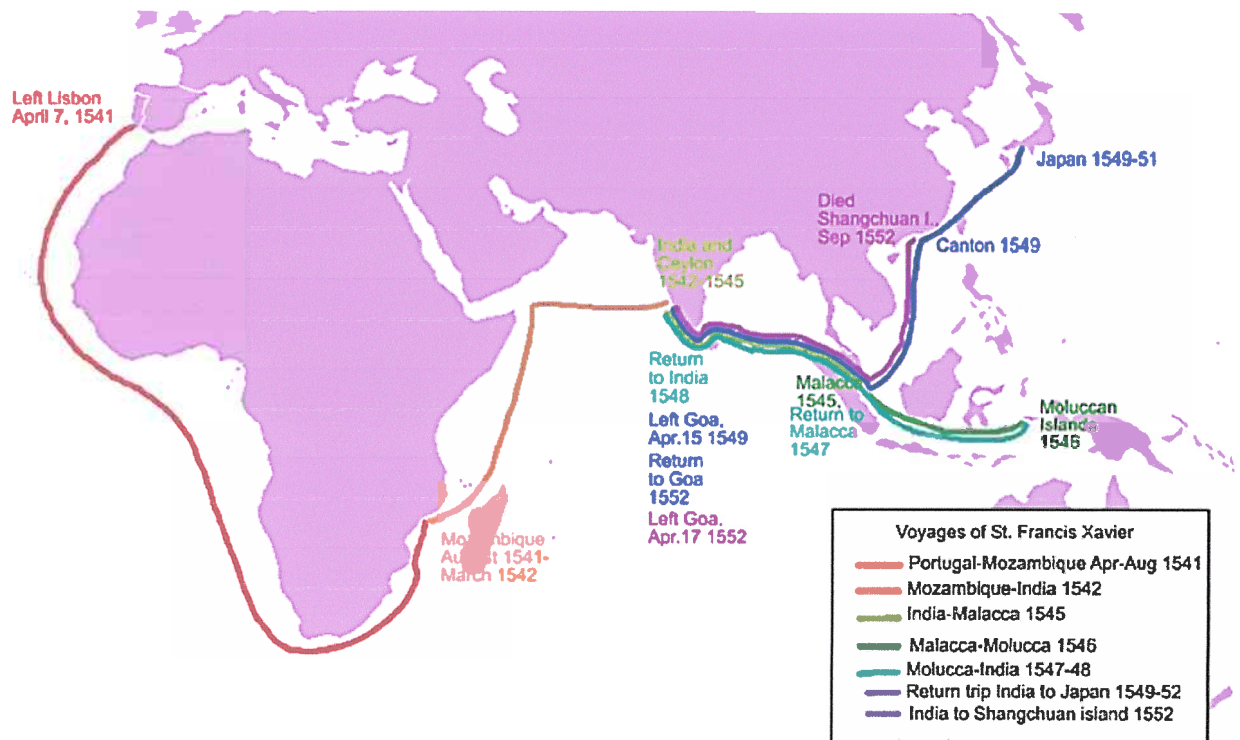 Left Lisbon
April 7, 1541
Japan 1549-51
Died
Shangchuan I.,
Sep 1552
Canton 1549
India and
Ceylon
1542-1545
Return
to India
1548
Left Goa,
Apr.15 1549
Return
to Goa
1552
Left Goa,
Apr.17 1552
Malacca
1545,
Return to
Malacca
1547
Moluccan
Islands
1546
Mozambique
August 1541-
March 1542
Voyages of St. Francis Xavier
Portugal-Mozambique Apr-Aug 1541
Mozambique-India 1542
India-Malacca 1545
Malacca-Molucca 1546
Molucca-India 1547-48
Return trip India to Japan 1549-52
India to Shangchuan island 1552